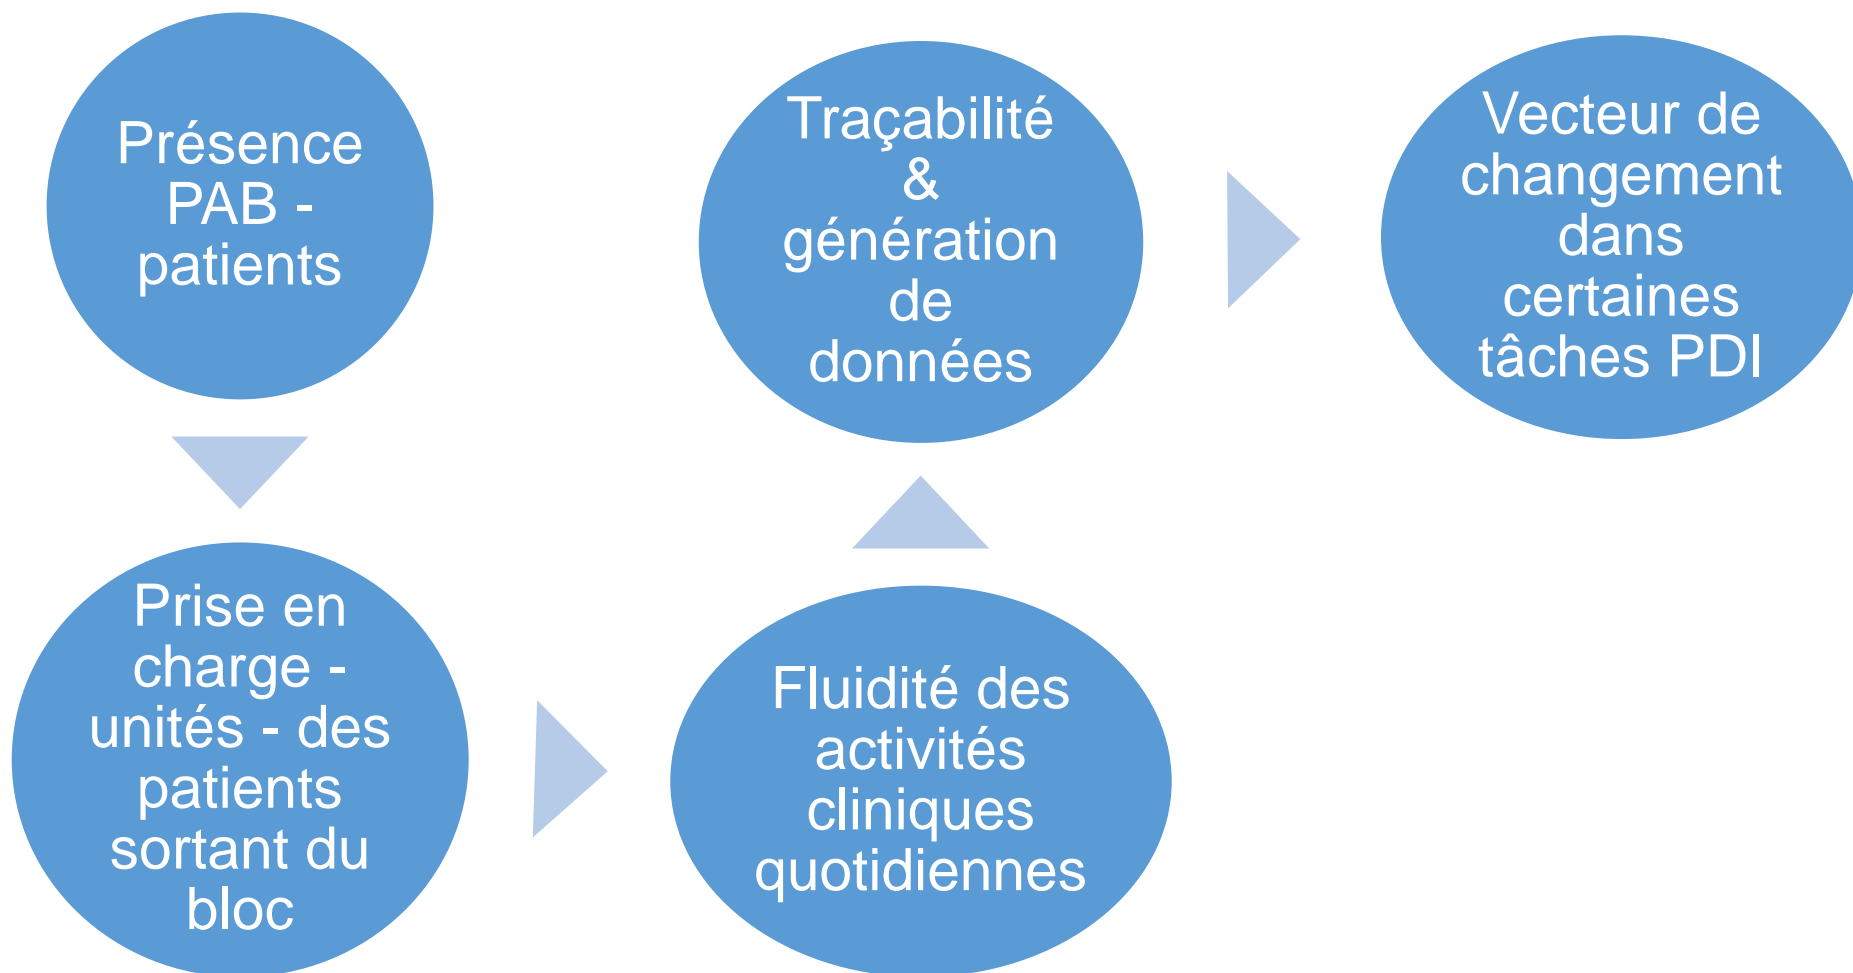 Présence
PAB -
patients
Prise en
charge -
unités - des
patients
sortant du
bloc
Fluidité des
activités
cliniques
quotidiennes
Traçabilité
&
génération
de
données
Vecteur de
changement
dans
certaines
tâches PDI